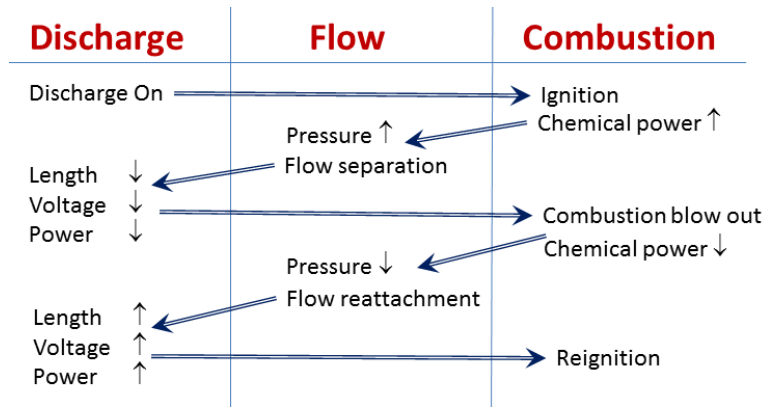 Discharge Flow Combustion
Discharge On
Ignition
Chemical power ↑
Pressure ↑
Flow separation
Length ↓
Voltage ↓
Power ↓
Combustion blow out
Chemical power ↓
Pressure ↓
Flow reattachment
Length ↑
Voltage ↑
Power ↑
Reignition